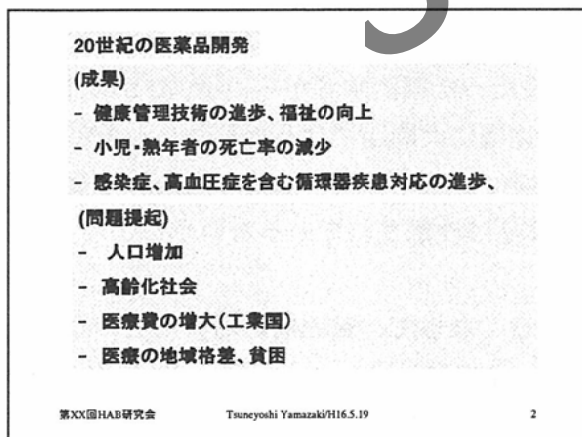 20世紀の医薬品開発
(成果)
- 健康管理技術の進歩、福祉の向上
- 小児・熟年者の死亡率の減少
- 感染症、高血圧症を含む循環器疾患対応の進歩、
(問題提起)
- 人口増加
- 高齢化社会
- 医療費の増大(工業国)
- 医療の地域格差、貧困
第XX回HAB研究会 Tsuneyoshi Yamazaki/H16.5.19 2